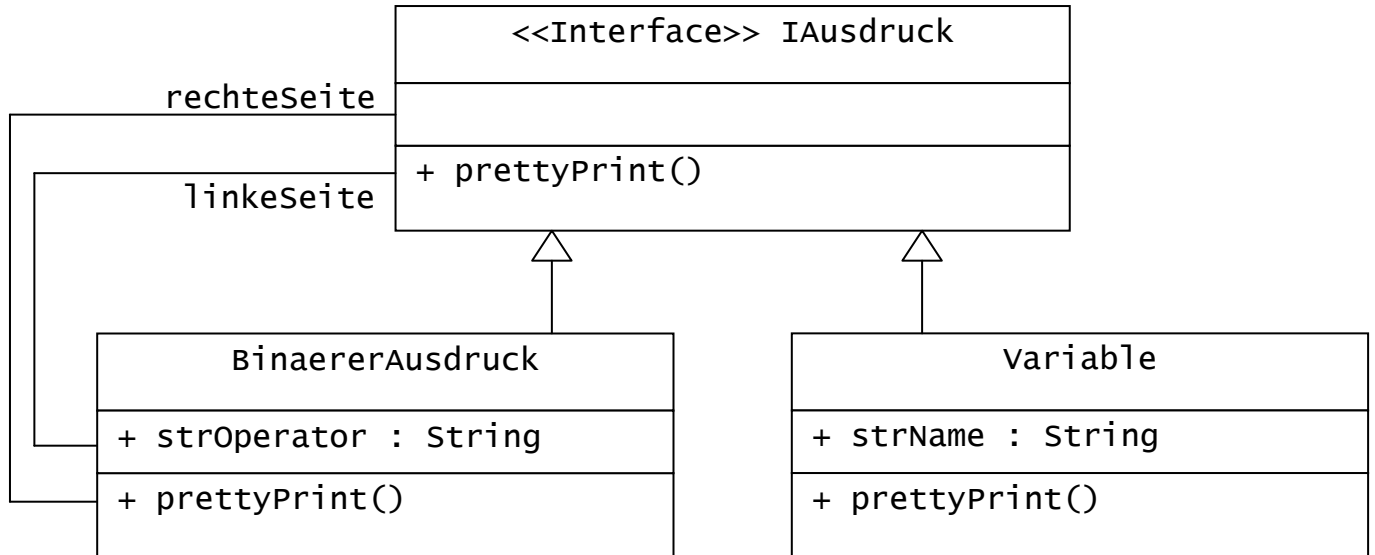 <<Interface>> IAusdruck
rechteSeite
+ prettyPrint()
linkeSeite
BinaererAusdruck
+ strOperator : String
+ prettyPrint()
Variable
+ strName : String
+ prettyPrint()